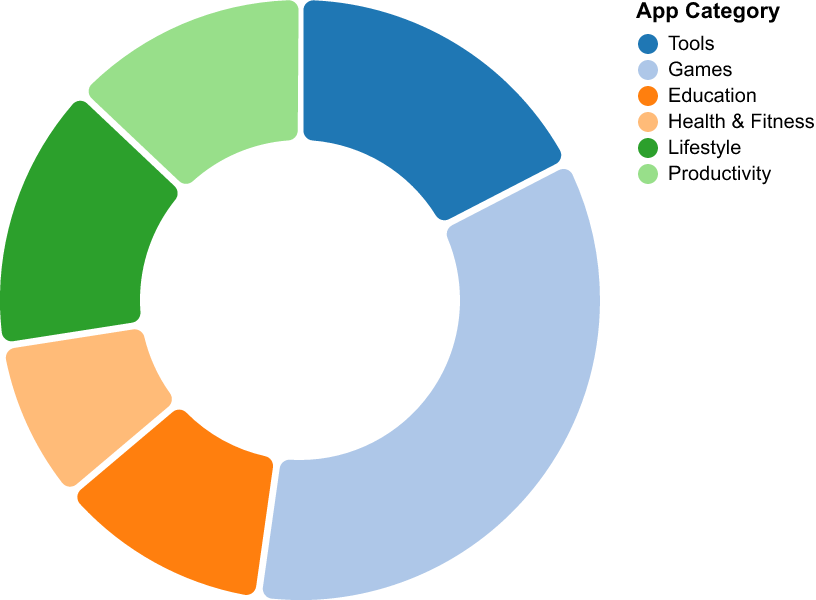 App Category
Tools
Games
Education
Health & Fitness
Lifestyle
Productivity